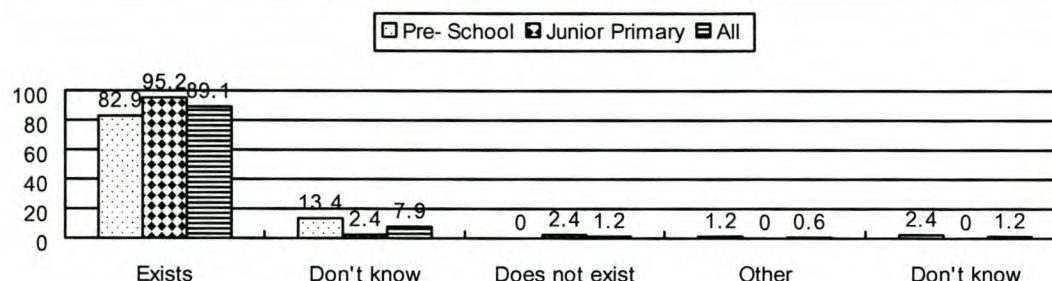 Pre- School Junior Primary All
95.2
100 82.9 89.1
80
60
40
20 13.4 2.4 7.9 0 2.4 1.2 1.2 0 0.6 2.4 0 1.2
0
Exists Don't know Does not exist Other Don't know